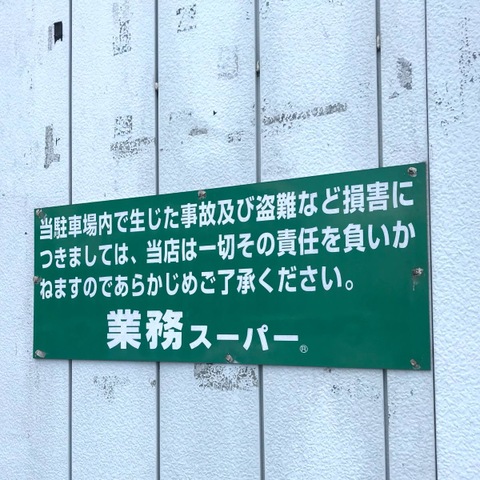 当駐車場内で生じた事故及び盗難など損害に
つきましては、当店は一切その責任を負いか
ねますのであらかじめご了承ください。
業務スーパー®